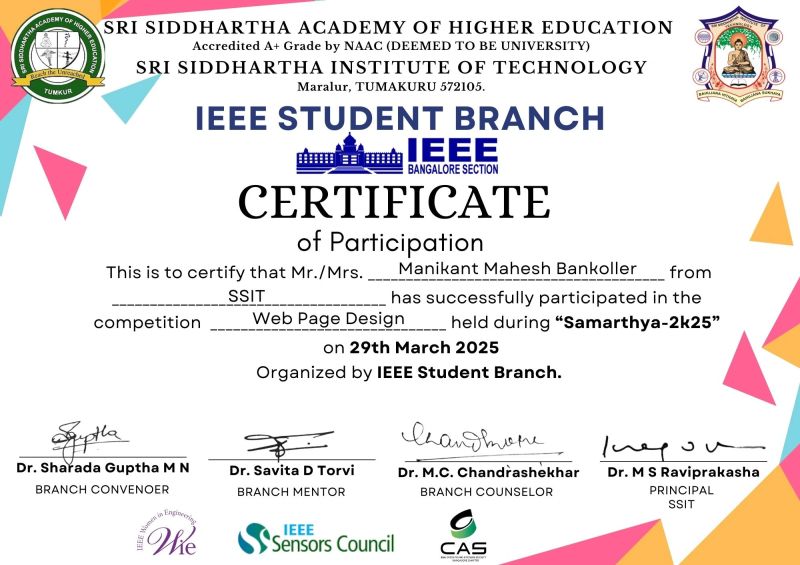 SRI SIDDHARTHA ACADEMY OF HIGHER EDUCATION
Accredited A+ Grade by NAAC (DEEMED TO BE UNIVERSITY)
SRI SIDDHARTHA INSTITUTE OF TECHNOLOGY
Maralur, TUMAKURU 572105.
SRI SIDDHARTHA ACADEMY OF HIGHER EDUCATION
Reach the Unreached
TUMKUR
BAHUJANA HITHAYA BAHUJANA SUKHAYA
IEEE STUDENT BRANCH
IEEE
BANGALORE SECTION
CERTIFICATE
of Participation
This is to certify that Mr./Mrs. Manikant Mahesh Bankoller from
SSIT has successfully participated in the
competition Web Page Design held during “Samarthya-2k25”
on 29th March 2025
Organized by IEEE Student Branch.
Dr. Sharada Guptha M N
BRANCH CONVENOER
Dr. Savita D Torvi
BRANCH MENTOR
Dr. M.C. Chandrashekhar
BRANCH COUNSELOR
Dr. M S Raviprakasha
PRINCIPAL
SSIT
IEEE Women in Engineering
WiE
IEEE
Sensors Council
CAS